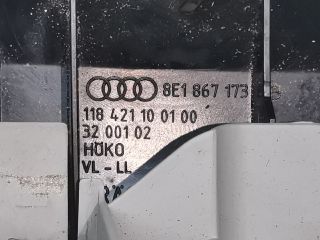 8E1 867 173
118 421 10 01 00
32 001 02
HÜKO
VL - LL